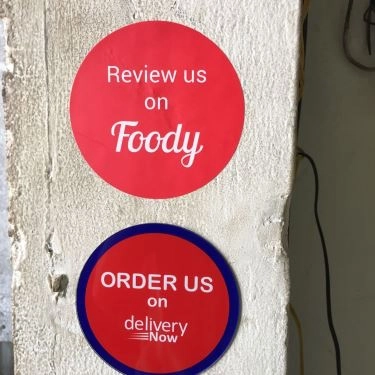 Review us
on
Foody
ORDER US
on
delivery
Now